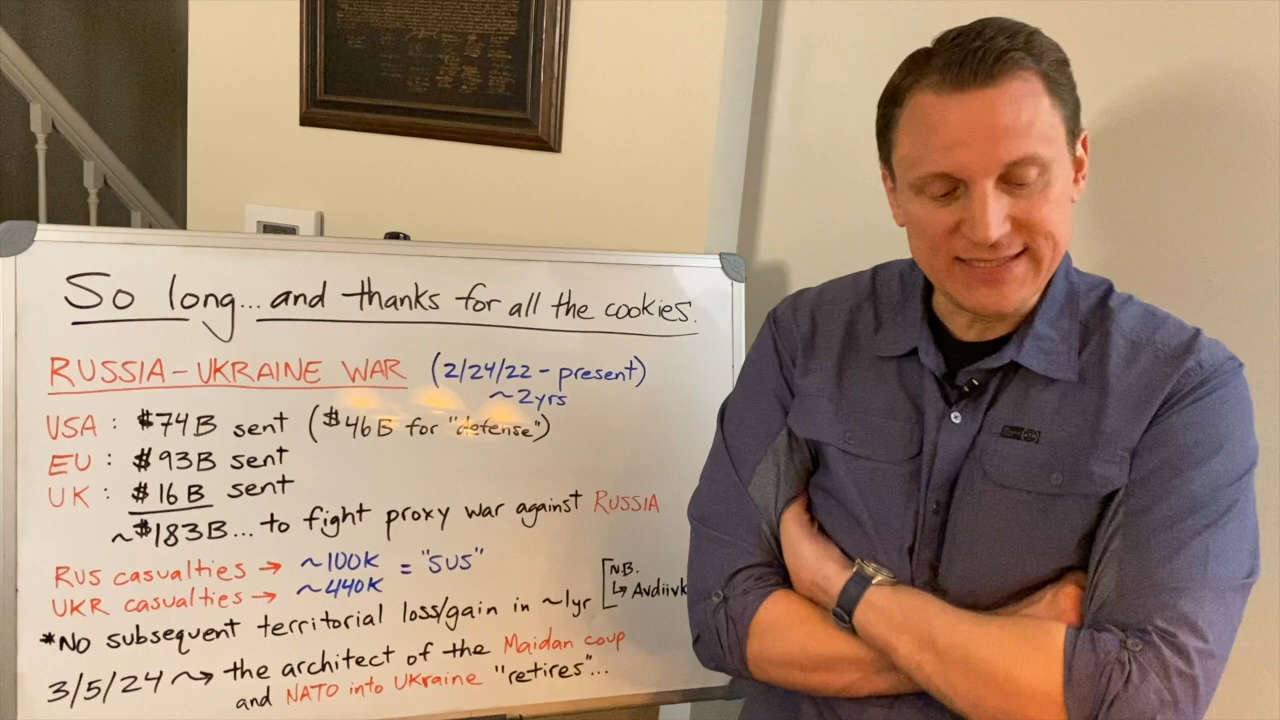 So long... and thanks for all the cookies.
RUSSIA-UKRAINE WAR (2/24/22 - present)
~2yrs
USA: $74B sent ($46B for "defense")
EU: $93B sent
UK: $16B sent
~$183B... to fight proxy war against RUSSIA
RUS casualties → ~100K = "SUS"
UKR casualties → ~440K
*No subsequent territorial loss/gain in ~1yr [N.B.
↳ Avdiivk
3/5/24 ↝ the architect of the Maidan coup
and NATO into UKraine "retires"...